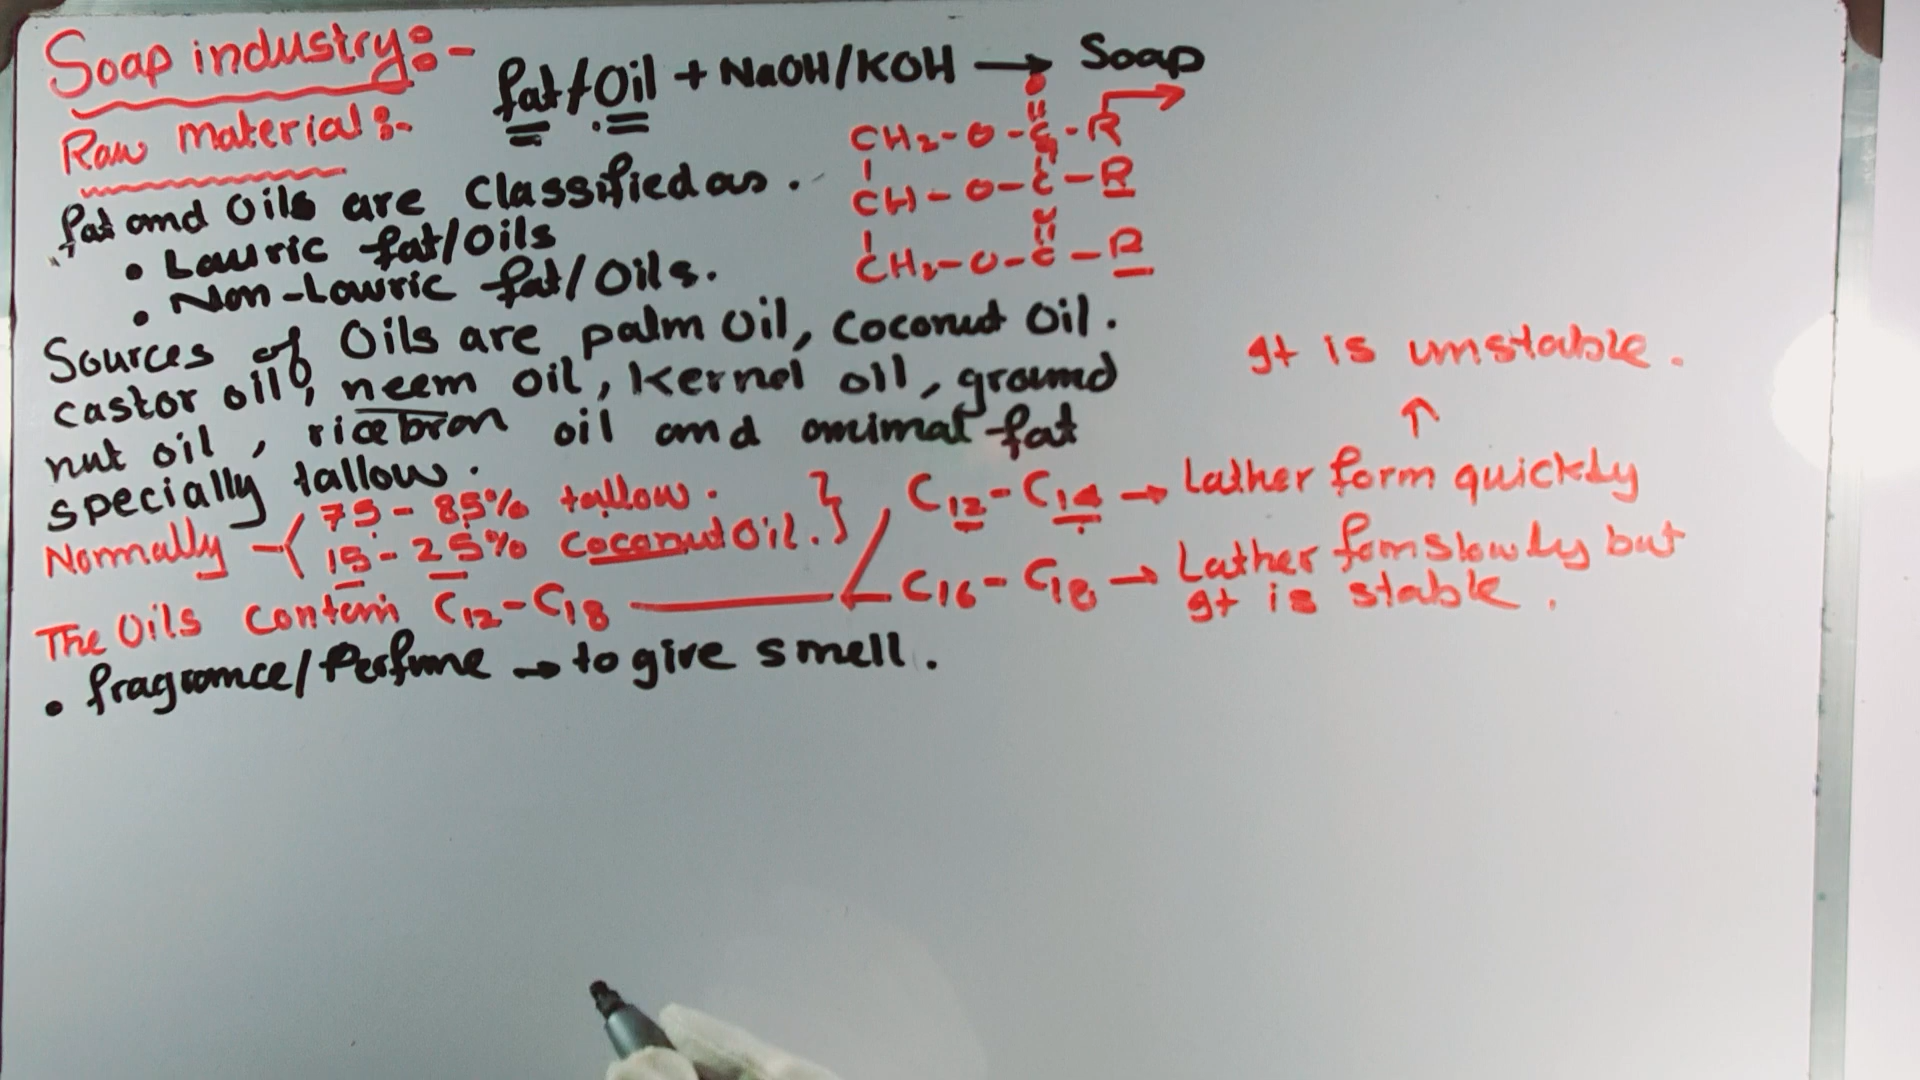 Soap industry:-
fat/Oil + NaOH/KOH → Soap
Raw material:-
O
CH2-O-C-R
CH-O-C-R
CH2-O-C-R
fat and Oils are Classified as.
• Lauric fat/Oils
• Non-Lauric fat/Oils.
Sources of Oils are palm Oil, Coconut Oil.
castor oil, neem oil, kernel oil, ground
nut oil, ricebran oil and animal fat
specially tallow.
It is unstable.
↑
Normally { 75-85% tallow.
15-25% Coconut Oil. }
C12-C14 → Lather form quickly
The Oils contain C12-C18
C16-C18 → Lather form slowly but
It is stable.
• fragrance/Perfume → to give smell.